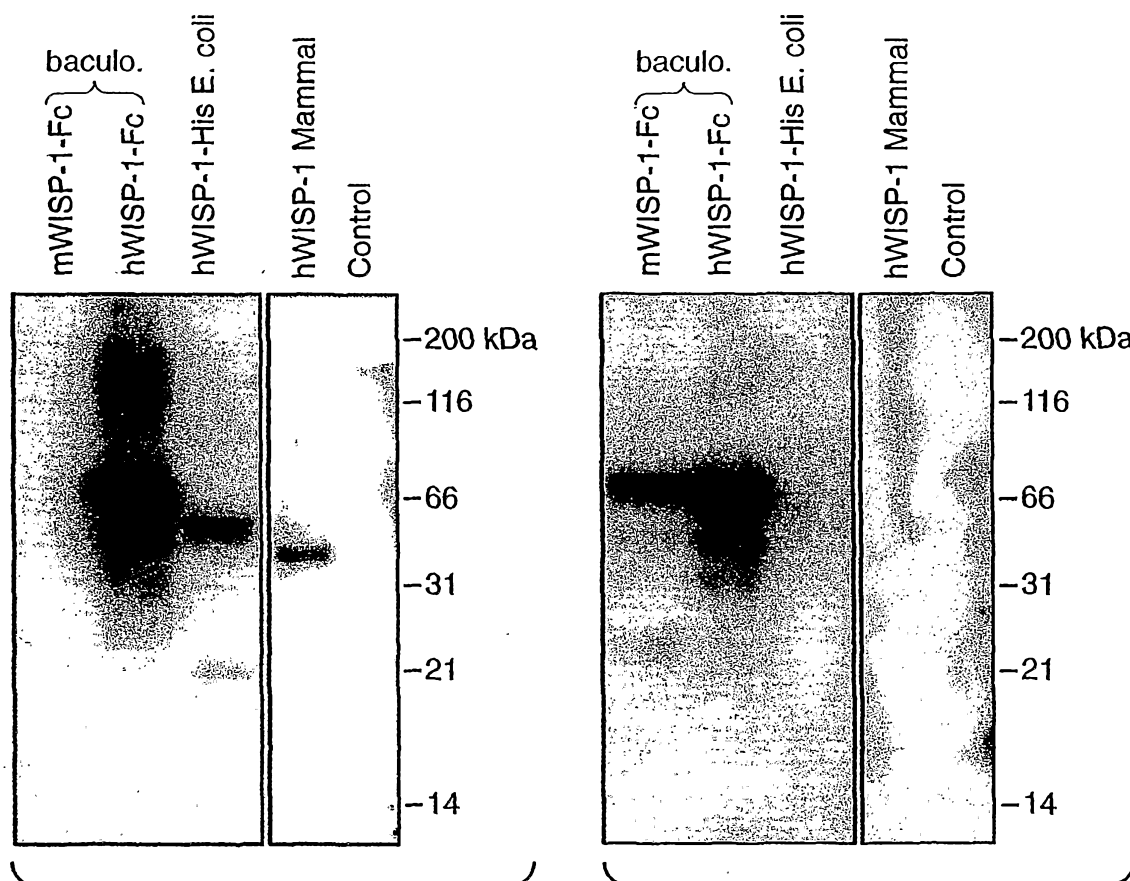 baculo.
mWISP-1-Fc
hWISP-1-Fc
hWISP-1-His E. coli
hWISP-1 Mammal
Control
-200 kDa
-116
-66
-31
-21
-14
baculo.
mWISP-1-Fc
hWISP-1-Fc
hWISP-1-His E. coli
hWISP-1 Mammal
Control
-200 kDa
-116
-66
-31
-21
-14